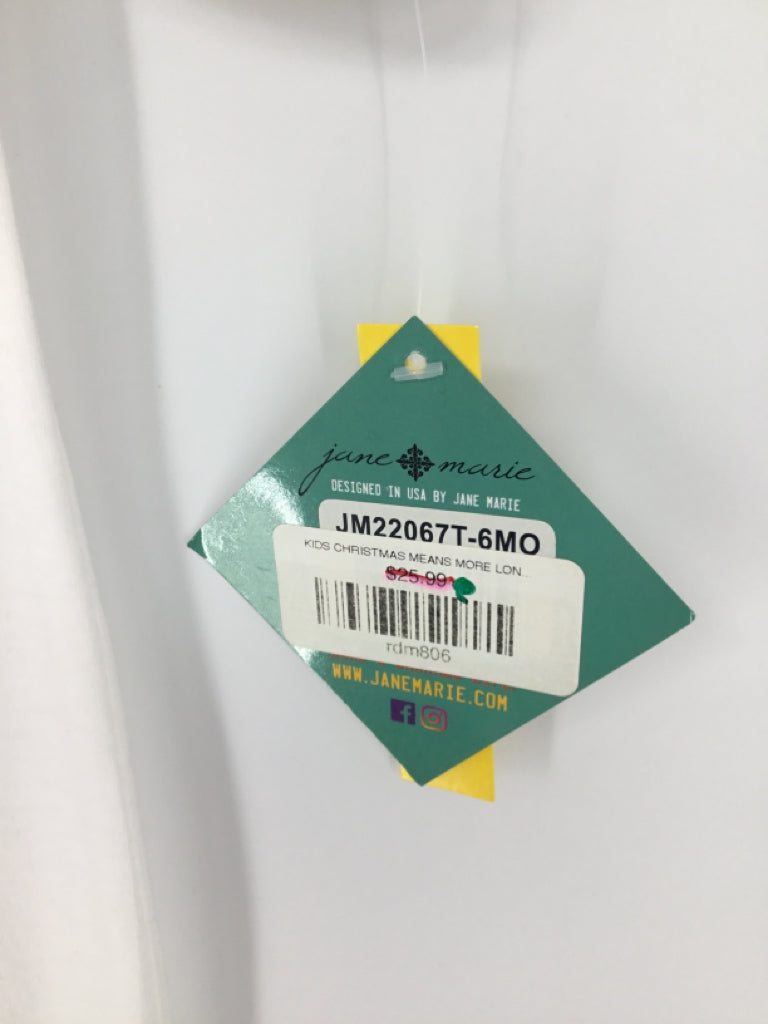 jane marie
DESIGNED IN USA BY JANE MARIE
JM22067T-6MO
KIDS CHRISTMAS MEANS MORE LON...
$25.99
rdm806
WWW.JANEMARIE.COM